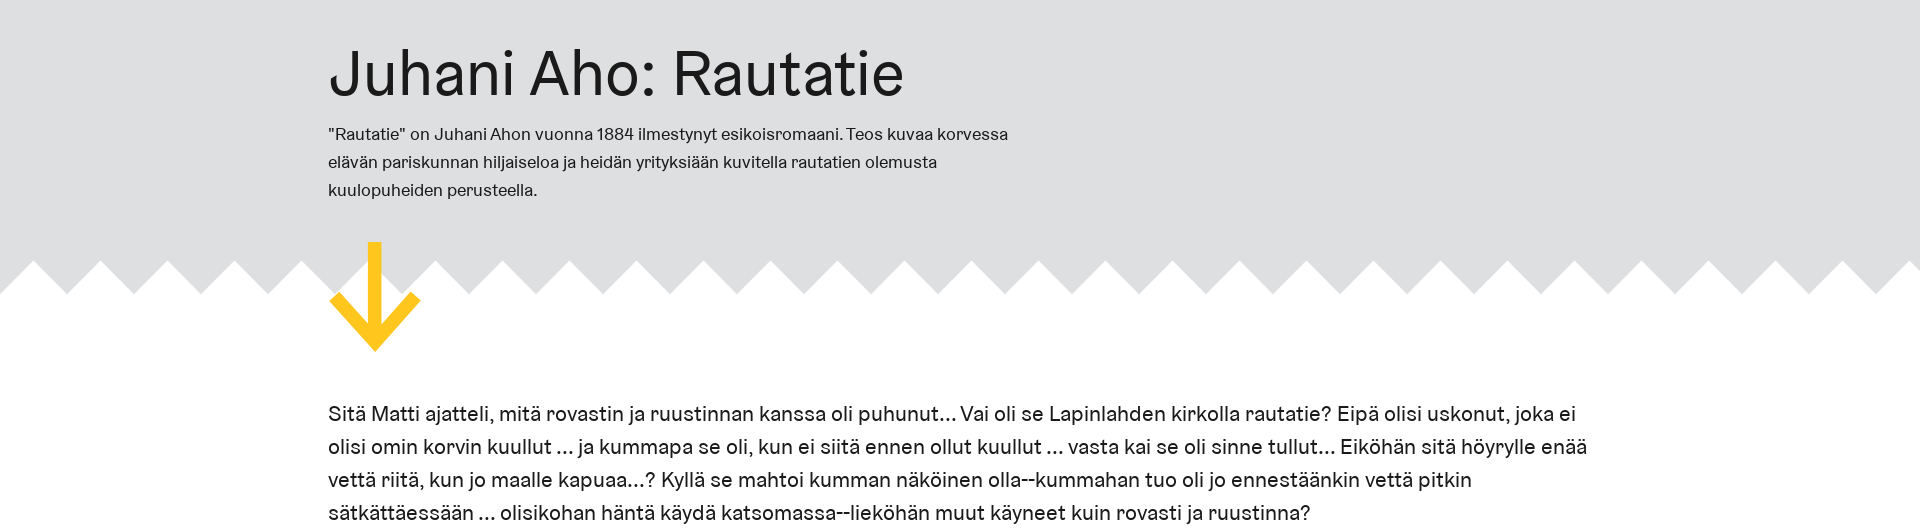 Juhani Aho: Rautatie
"Rautatie" on Juhani Ahon vuonna 1884 ilmestynyt esikoisromaani. Teos kuvaa korvessa
elävän pariskunnan hiljaiseloa ja heidän yrityksiään kuvitella rautatien olemusta
kuulopuheiden perusteella.
Sitä Matti ajatteli, mitä rovastin ja ruustinnan kanssa oli puhunut... Vai oli se Lapinlahden kirkolla rautatie? Eipä olisi uskonut, joka ei
olisi omin korvin kuullut ... ja kummapa se oli, kun ei siitä ennen ollut kuullut ... vasta kai se oli sinne tullut... Eiköhän sitä höyrylle enää
vettä riitä, kun jo maalle kapuaa...? Kyllä se mahtoi kumman näköinen olla--kummahan tuo oli jo ennestäänkin vettä pitkin
sätkättäessään ... olisikohan häntä käydä katsomassa--lieköhän muut käyneet kuin rovasti ja ruustinna?